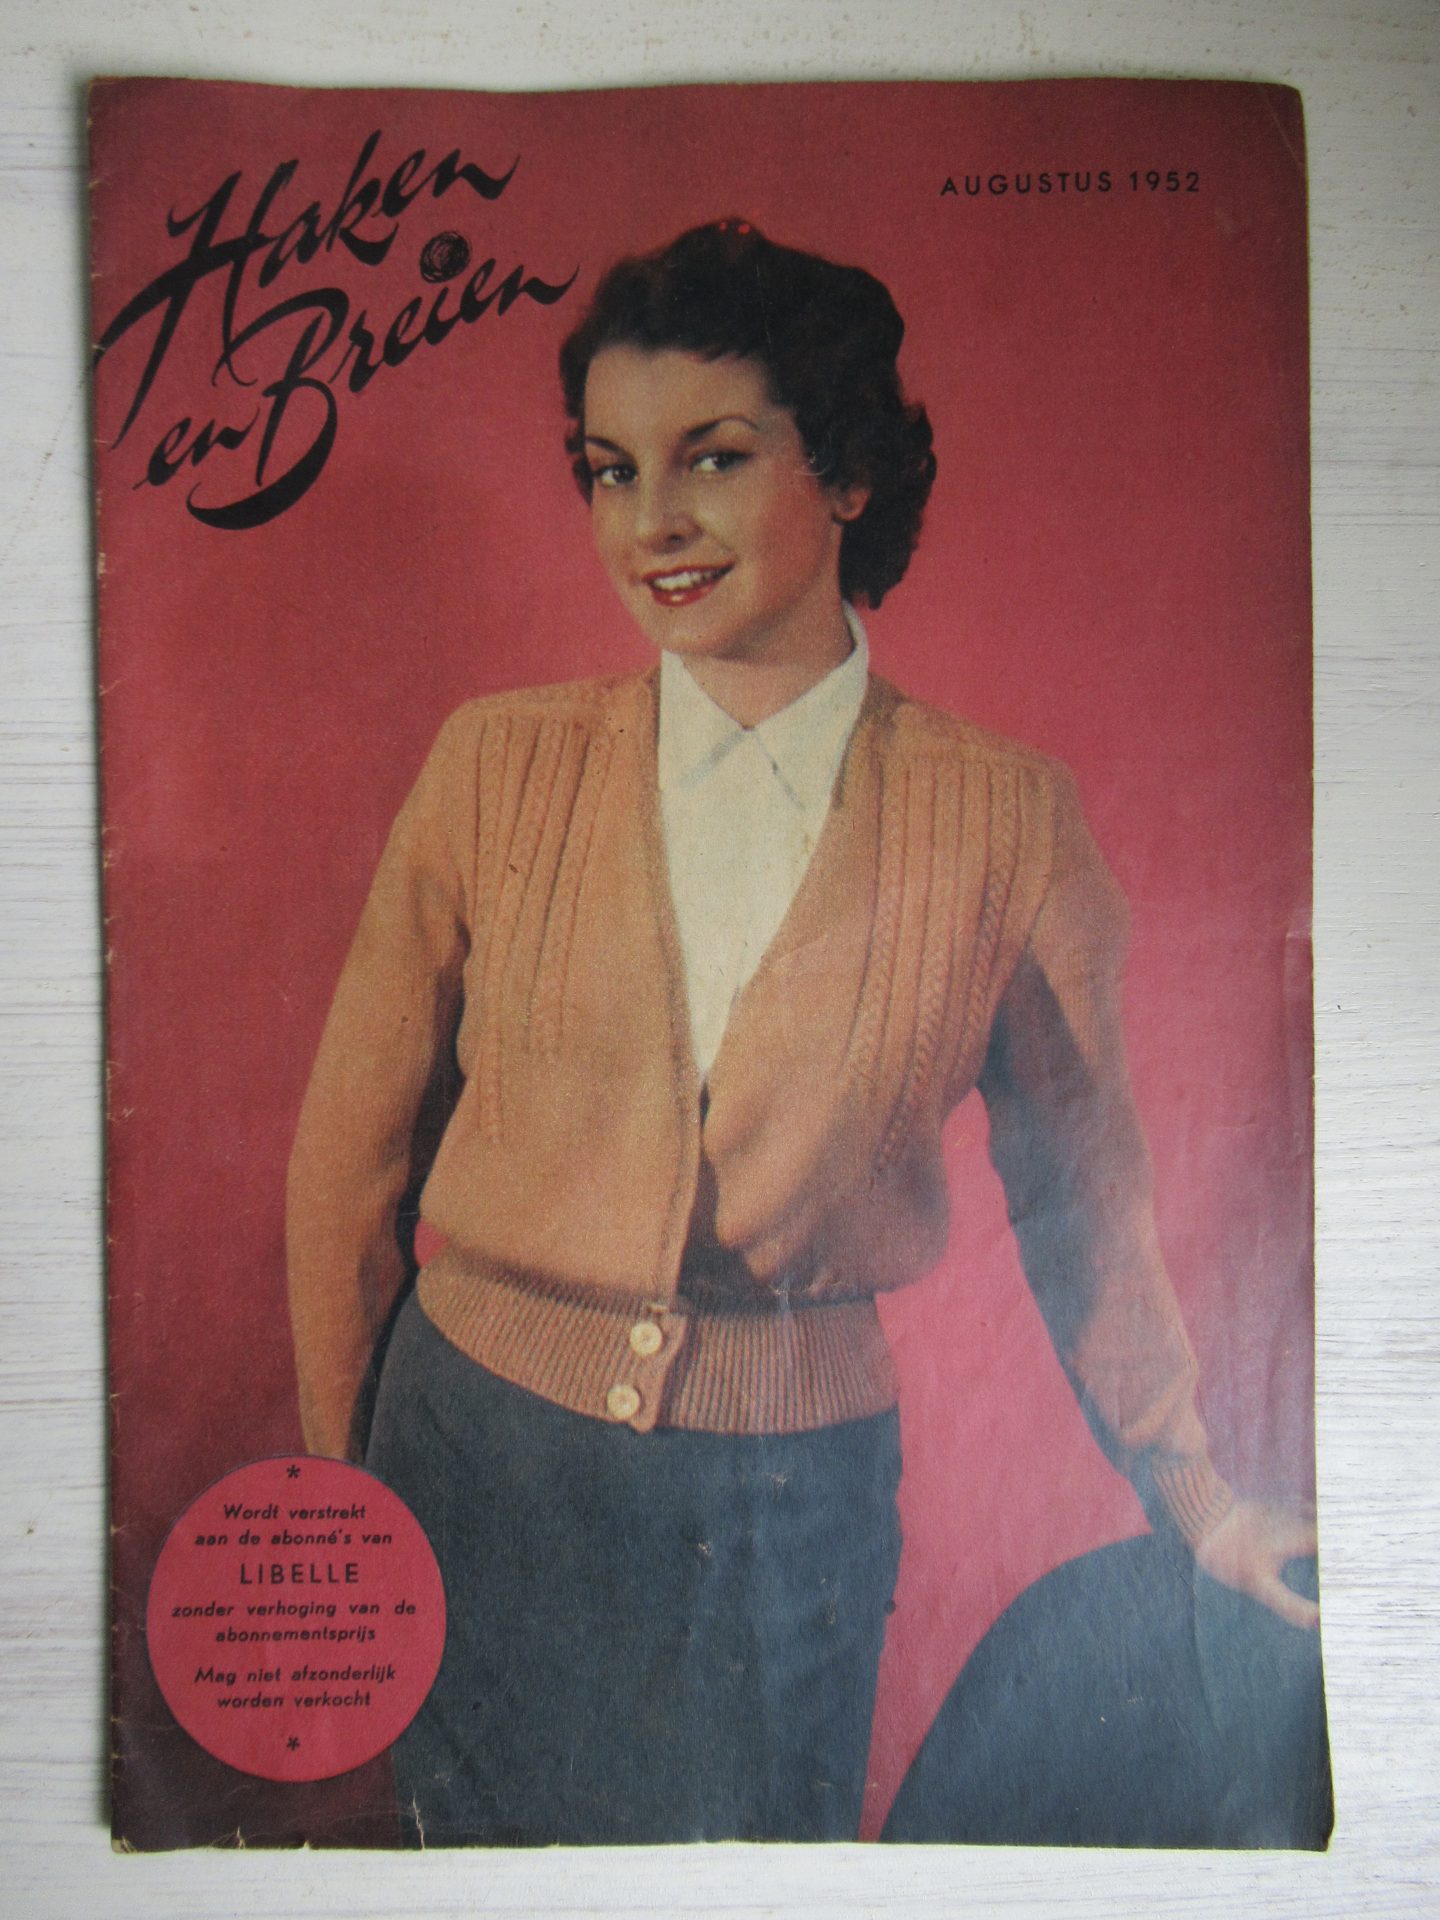 Haken
en Breien
AUGUSTUS 1952
*
Wordt verstrekt
aan de abonné's van
LIBELLE
zonder verhoging van de
abonnementsprijs
Mag niet afzonderlijk
worden verkocht
*